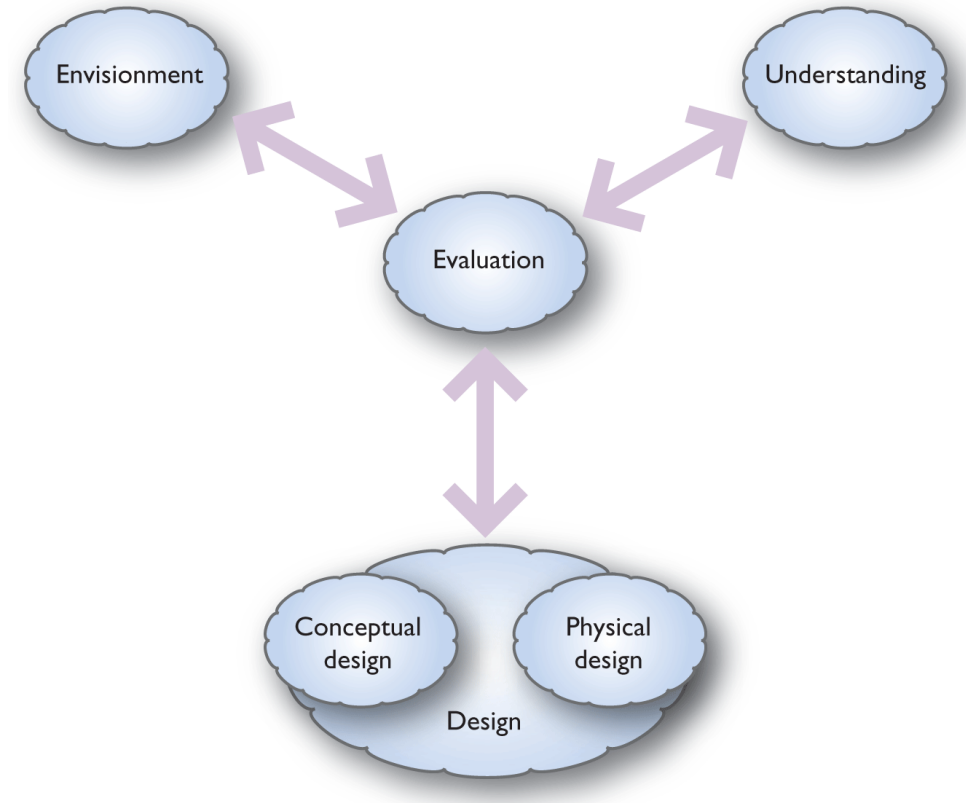 Envisionment
Understanding
Evaluation
Conceptual
design
Physical
design
Design